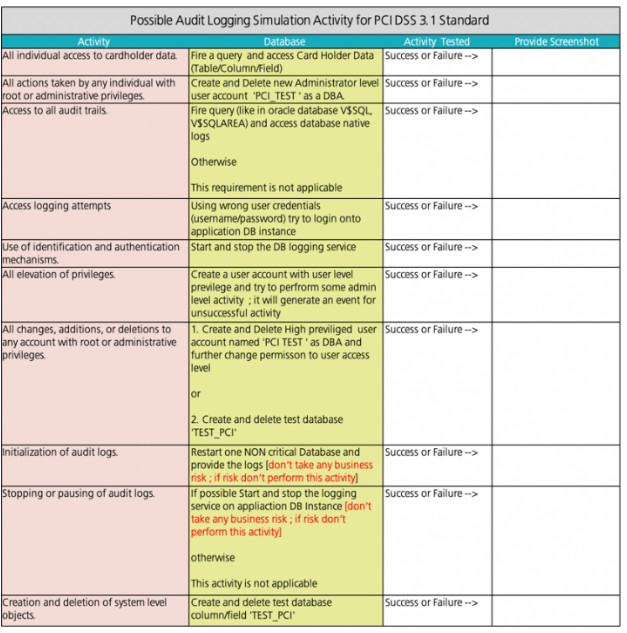 Possible Audit Logging Simulation Activity for PCI DSS 3.1 Standard
Activity Database Activity Tested Provide Screenshot
All individual access to cardholder data. Fire a query and access Card Holder Data Success or Failure -->
(Table/Column/Field)
All actions taken by any individual with Create and Delete new Administrator level Success or Failure -->
root or administrative privileges. user account 'PCI_TEST ' as a DBA.
Access to all audit trails. Fire query (like in oracle database V$SQL, Success or Failure -->
V$SQLAREA) and access database native
logs
Otherwise
This requirement is not applicable
Access logging attempts Using wrong user credentials Success or Failure -->
(username/password) try to login onto
application DB instance
Use of identification and authentication Start and stop the DB logging service Success or Failure -->
mechanisms.
All elevation of privileges. Create a user account with user level Success or Failure -->
previlege and try to perfrorm some admin
level activity ; it will generate an event for
unsuccessful activity
All changes, additions, or deletions to 1. Create and Delete High previliged user Success or Failure -->
any account with root or administrative account named 'PCI TEST ' as DBA and
privileges. further change permisson to user access
level
or
2. Create and delete test database
'TEST_PCI'
Initialization of audit logs. Restart one NON critical Database and Success or Failure -->
provide the logs [don't take any business
risk ; if risk don't perform this activity]
Stopping or pausing of audit logs. If possible Start and stop the logging Success or Failure -->
service on appliaction DB Instance [don't
take any business risk ; if risk don't
perform this activity]
otherwise
This activity is not applicable
Creation and deletion of system level Create and delete test database Success or Failure -->
objects. column/field 'TEST_PCI'